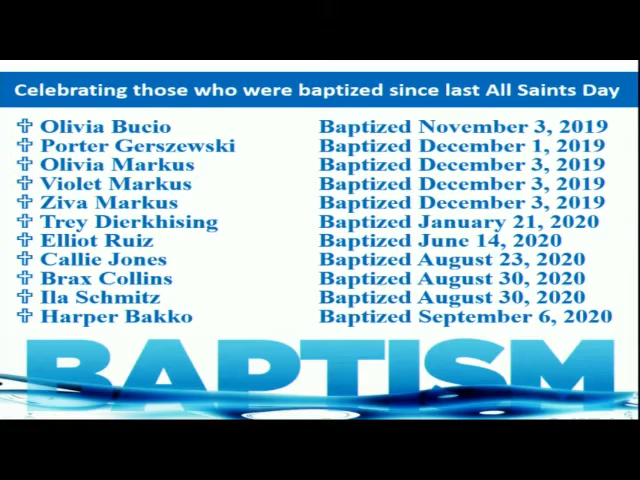 Celebrating those who were baptized since last All Saints Day
✞ Olivia Bucio Baptized November 3, 2019
✞ Porter Gerszewski Baptized December 1, 2019
✞ Olivia Markus Baptized December 3, 2019
✞ Violet Markus Baptized December 3, 2019
✞ Ziva Markus Baptized December 3, 2019
✞ Trey Dierkhising Baptized January 21, 2020
✞ Elliot Ruiz Baptized June 14, 2020
✞ Callie Jones Baptized August 23, 2020
✞ Brax Collins Baptized August 30, 2020
✞ Ila Schmitz Baptized August 30, 2020
✞ Harper Bakko Baptized September 6, 2020
BAPTISM